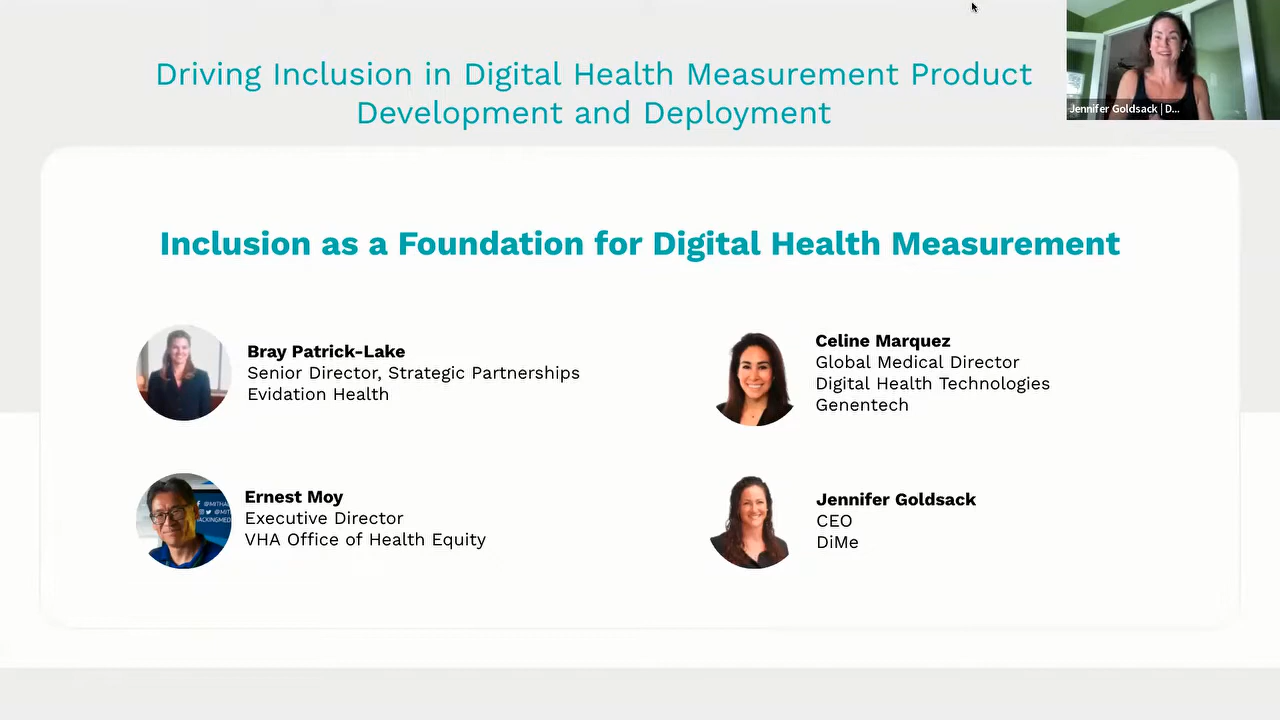 Driving Inclusion in Digital Health Measurement Product
Development and Deployment
Jennifer Goldsack | D...
Inclusion as a Foundation for Digital Health Measurement
Bray Patrick-Lake
Senior Director, Strategic Partnerships
Evidation Health
Celine Marquez
Global Medical Director
Digital Health Technologies
Genentech
Ernest Moy
Executive Director
VHA Office of Health Equity
Jennifer Goldsack
CEO
DiMe